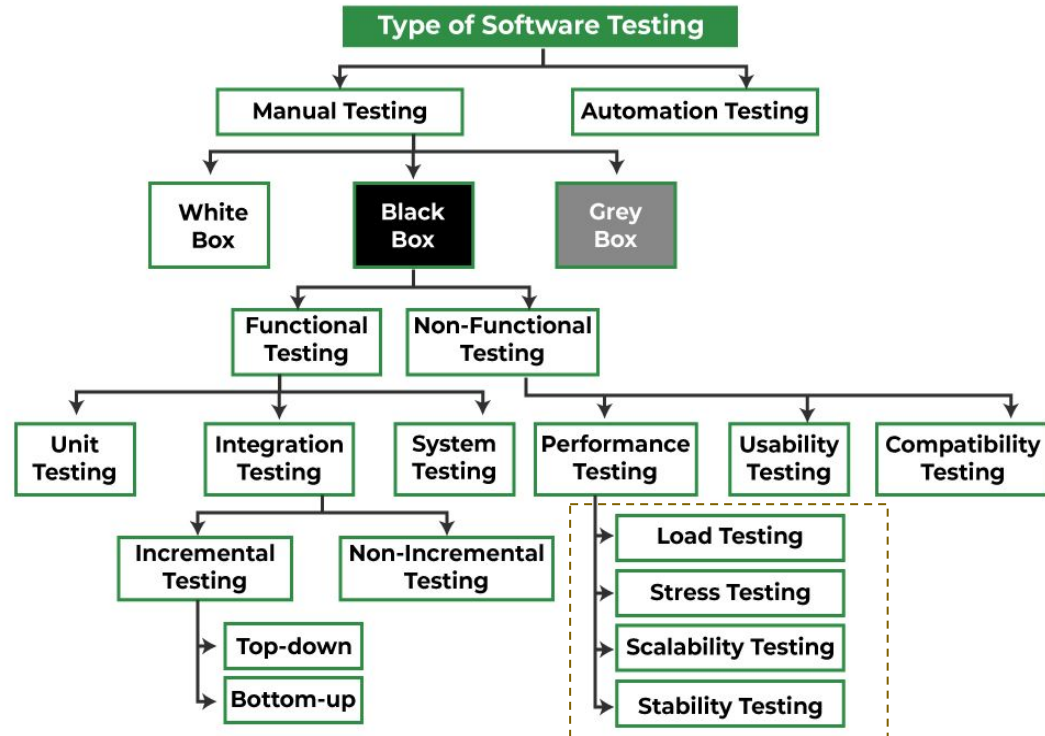 Type of Software Testing
Manual Testing
Automation Testing
White
Box
Black
Box
Grey
Box
Functional
Testing
Non-Functional
Testing
Unit
Testing
Integration
Testing
System
Testing
Performance
Testing
Usability
Testing
Compatibility
Testing
Incremental
Testing
Non-Incremental
Testing
Top-down
Bottom-up
Load Testing
Stress Testing
Scalability Testing
Stability Testing